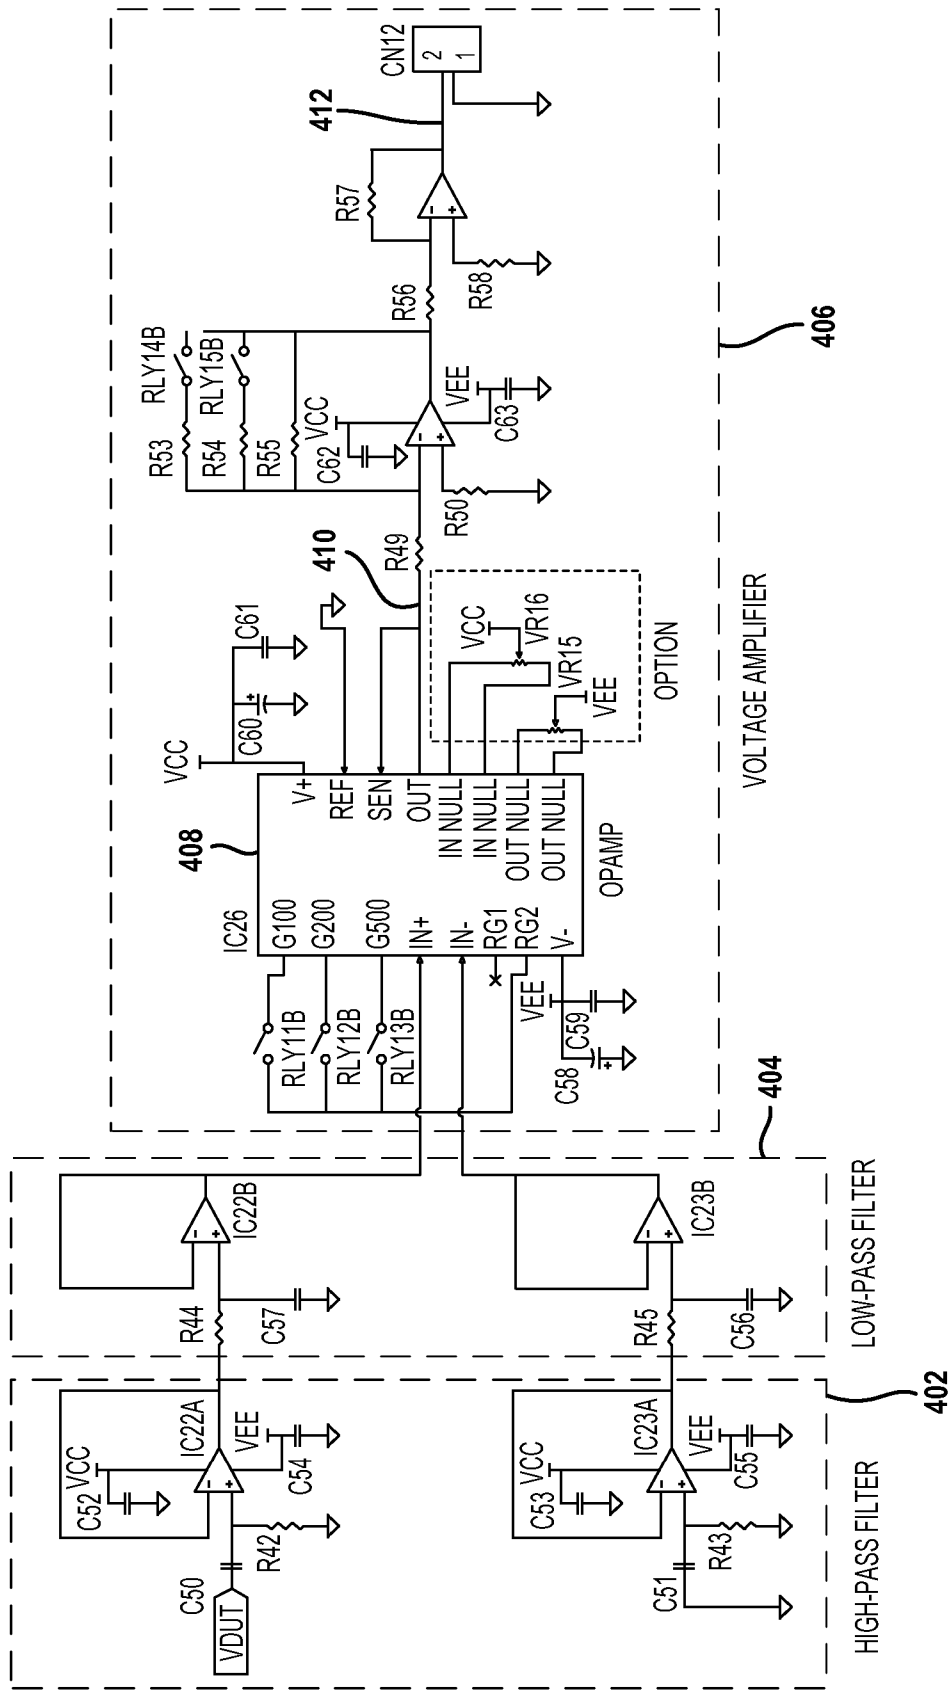 VDUT
C50
C52
VCC
IC22A
VEE
C54
R42
C51
C53
VCC
IC23A
VEE
C55
R43
HIGH-PASS FILTER
402
R44
C57
IC22B
R45
C56
IC23B
LOW-PASS FILTER
404
RLY11B
RLY12B
RLY13B
VEE
C58
C59
IC26
408
G100
G200
G500
IN+
IN-
RG1
RG2
V-
V+
REF
SEN
OUT
IN NULL
IN NULL
OUT NULL
OUT NULL
OPAMP
VCC
C60
C61
410
VCC
VR16
VR15
VEE
OPTION
R49
R50
R53
R54
R55
RLY14B
RLY15B
C62
VCC
VEE
C63
R56
R57
R58
412
CN12
2
1
406
VOLTAGE AMPLIFIER